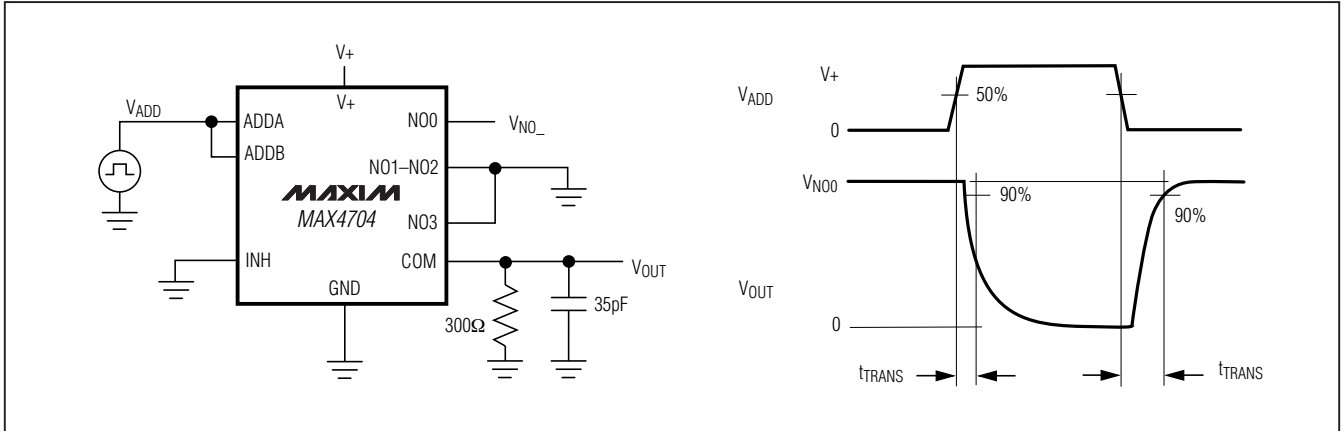 V+
V+
VADD
ADDA
ADDB
NO0
VNO_
NO1–NO2
MAXIM
MAX4704
NO3
INH
COM
VOUT
GND
300Ω
35pF
V+
VADD
50%
0
VNO0
90%
90%
VOUT
0
tTRANS
tTRANS